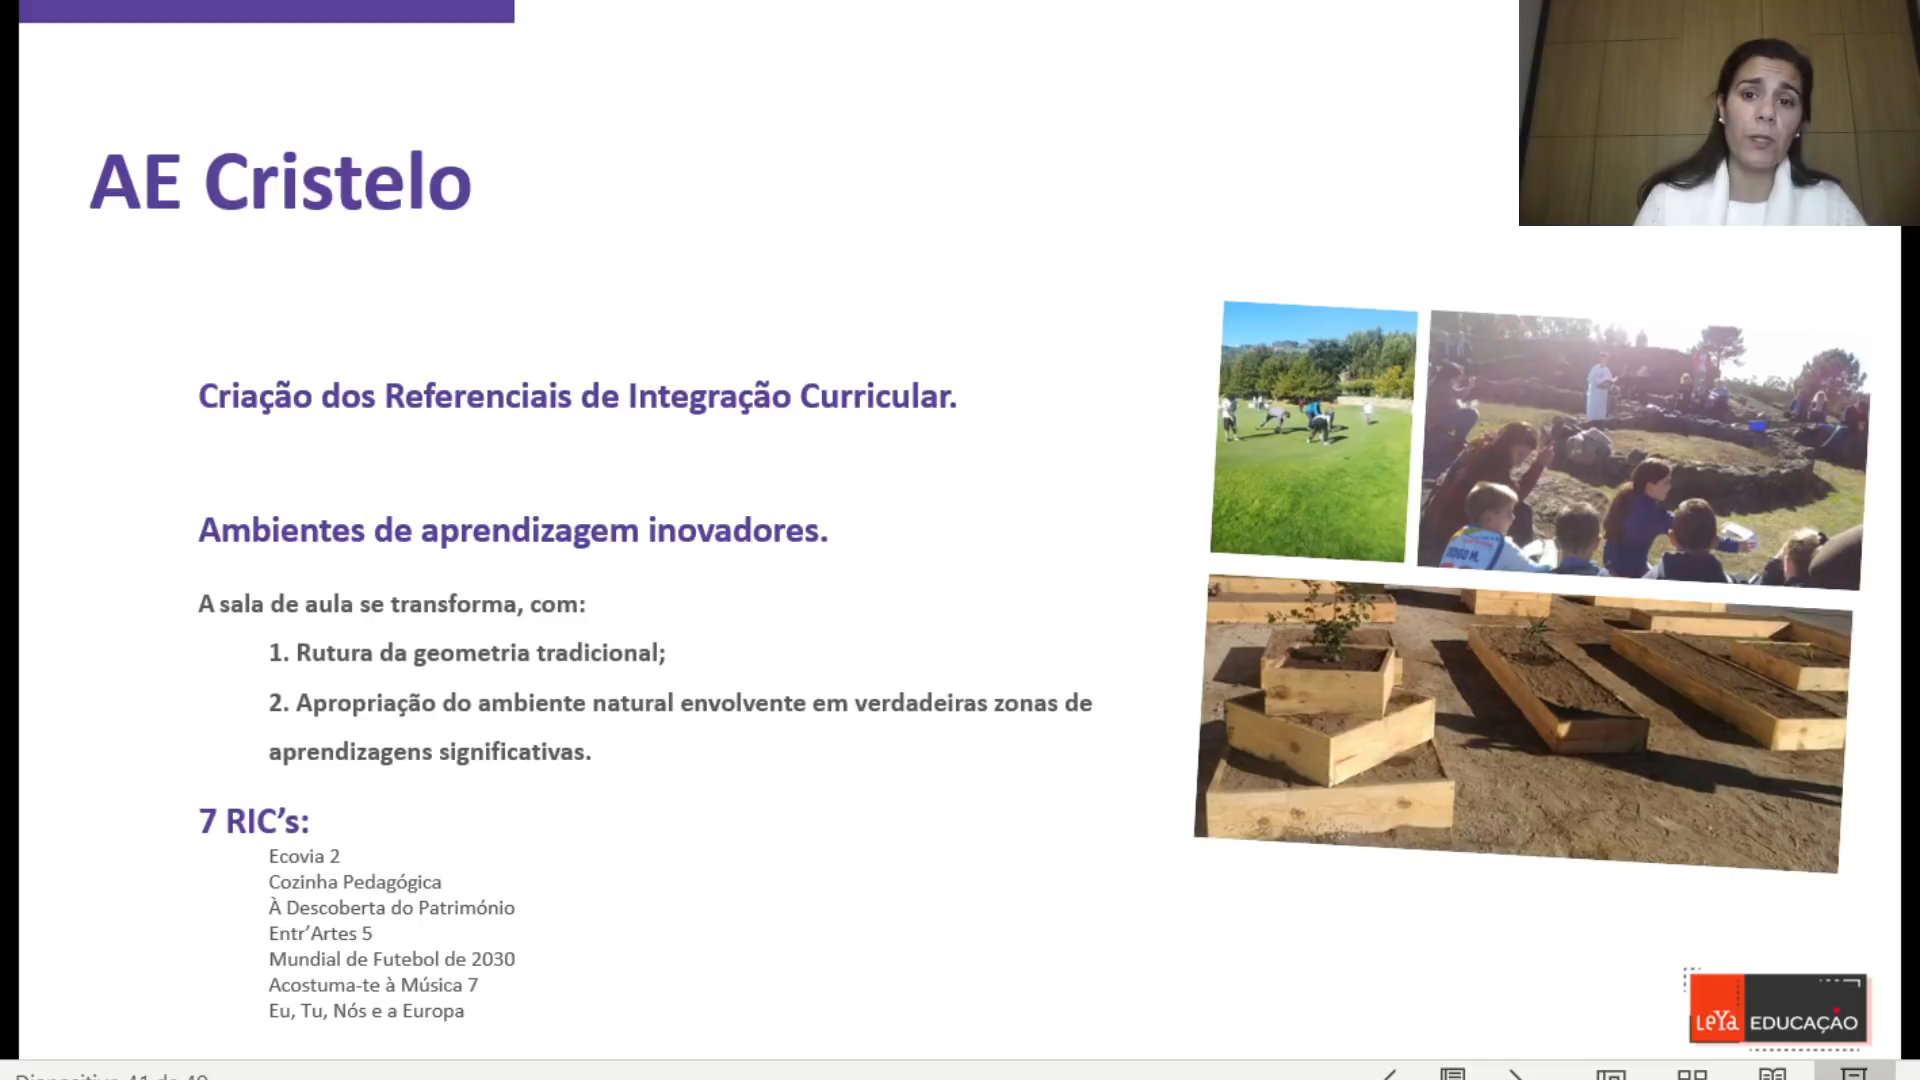 AE Cristelo
Criação dos Referenciais de Integração Curricular.
Ambientes de aprendizagem inovadores.
A sala de aula se transforma, com:
1. Rutura da geometria tradicional;
2. Apropriação do ambiente natural envolvente em verdadeiras zonas de
aprendizagens significativas.
7 RIC’s:
Ecovia 2
Cozinha Pedagógica
À Descoberta do Património
Entr’Artes 5
Mundial de Futebol de 2030
Acostuma-te à Música 7
Eu, Tu, Nós e a Europa
LeYa EDUCAÇÃO